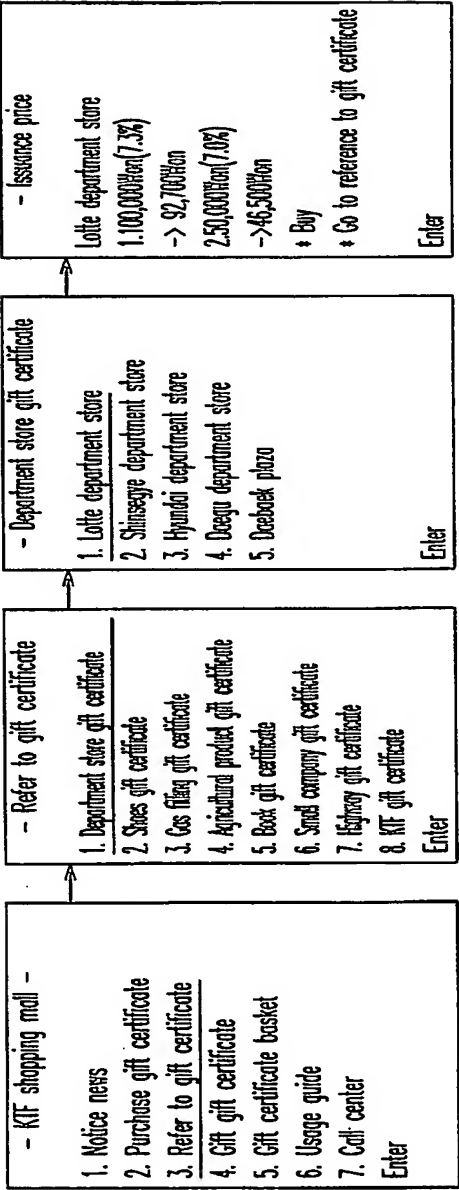 - KTF shopping mall -
1. Notice news
2. Purchase gift certificate
3. Refer to gift certificate
4. Gift gift certificate
5. Gift certificate basket
6. Usage guide
7. Call center
Enter
- Refer to gift certificate
1. Department store gift certificate
2. Shoes gift certificate
3. Gas filling gift certificate
4. Agricultural product gift certificate
5. Book gift certificate
6. Small company gift certificate
7. Highway gift certificate
8. KTF gift certificate
Enter
- Department store gift certificate
1. Lotte department store
2. Shinsegye department store
3. Hyundai department store
4. Daegu department store
5. Daebaek plaza
Enter
- Issuance price
Lotte department store
1.100,000Won(7.3%)
-> 92,700Won
2.50,000Won(7.0%)
->46,500Won
* Buy
* Go to reference to gift certificate
Enter